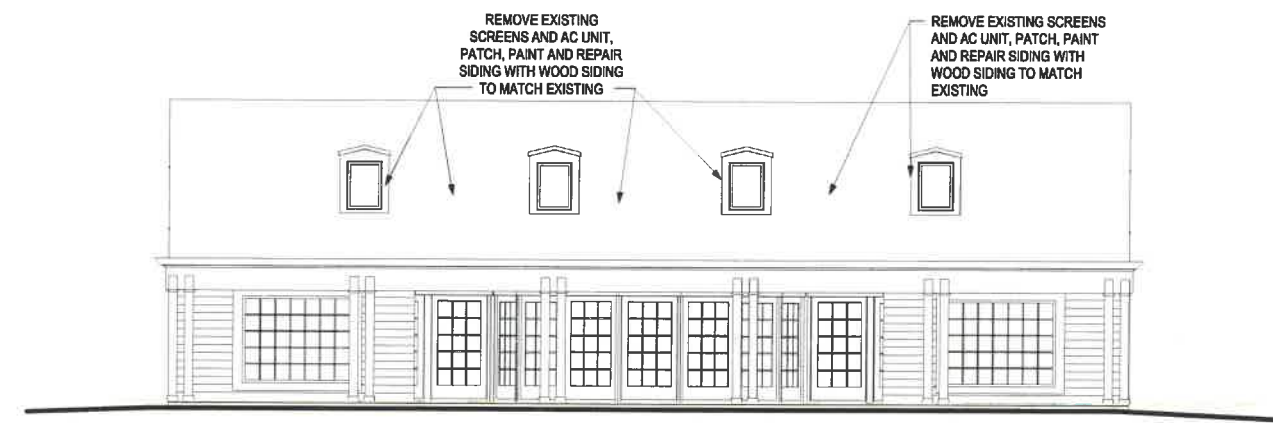 REMOVE EXISTING
SCREENS AND AC UNIT,
PATCH, PAINT AND REPAIR
SIDING WITH WOOD SIDING
TO MATCH EXISTING
REMOVE EXISTING SCREENS
AND AC UNIT, PATCH, PAINT
AND REPAIR SIDING WITH
WOOD SIDING TO MATCH
EXISTING